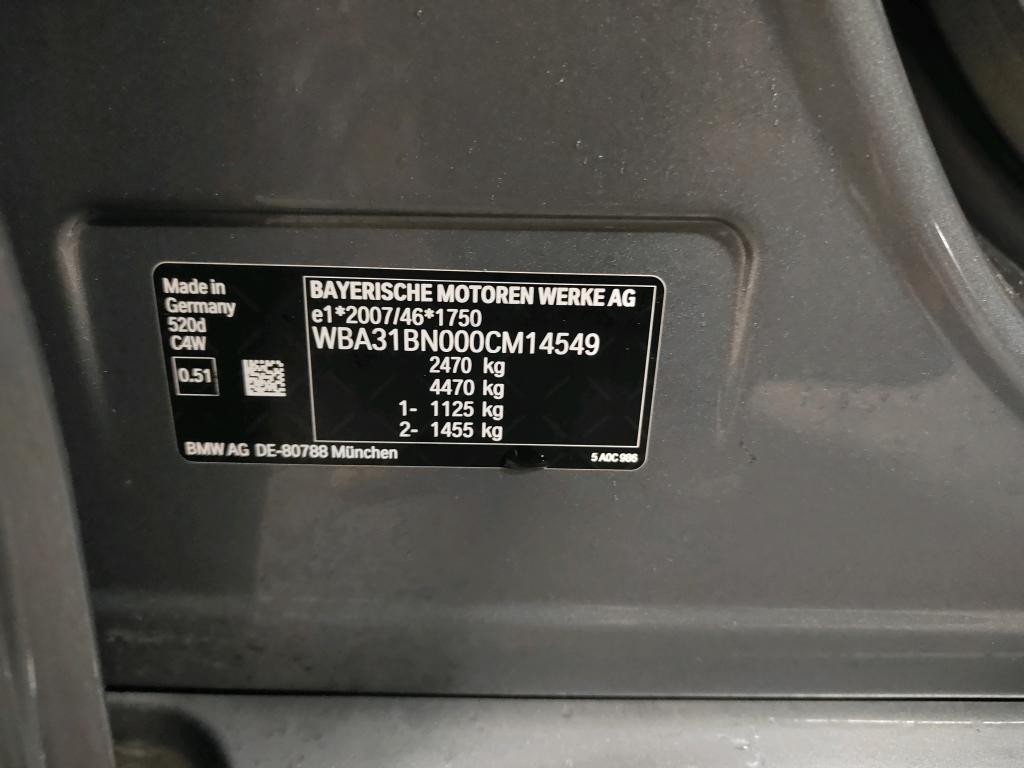 Made in
Germany
520d
C4W
0.51
BAYERISCHE MOTOREN WERKE AG
e1*2007/46*1750
WBA31BN000CM14549
2470 kg
4470 kg
1- 1125 kg
2- 1455 kg
BMW AG DE-80788 München
5 A0C 986